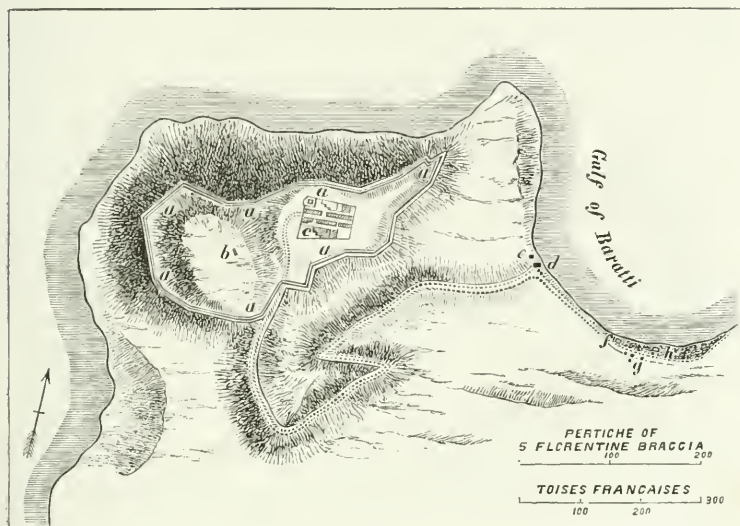 Gulf of Baratti
a
a
a
a
c
b
d
a
a
a
e
d
f
g
h
PERTICHE OF
5 FLORENTINE BRACCIA
100 200
TOISES FRANCAISES
100 200 300